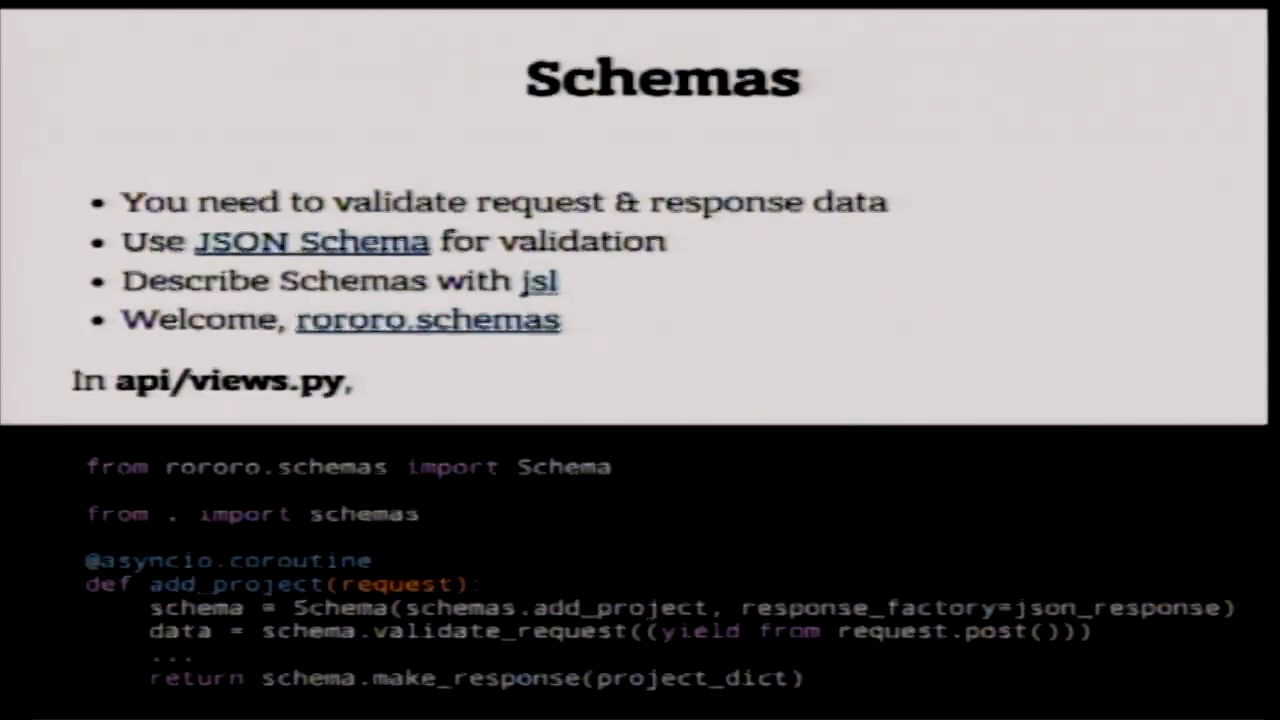 Schemas
• You need to validate request & response data
• Use JSON Schema for validation
• Describe Schemas with jsl
• Welcome, rororo.schemas
In api/views.py,
from rororo.schemas import Schema
from . import schemas
@asyncio.coroutine
def add_project(request):
    schema = Schema(schemas.add_project, response_factory=json_response)
    data = schema.validate_request((yield from request.post()))
    ...
    return schema.make_response(project_dict)